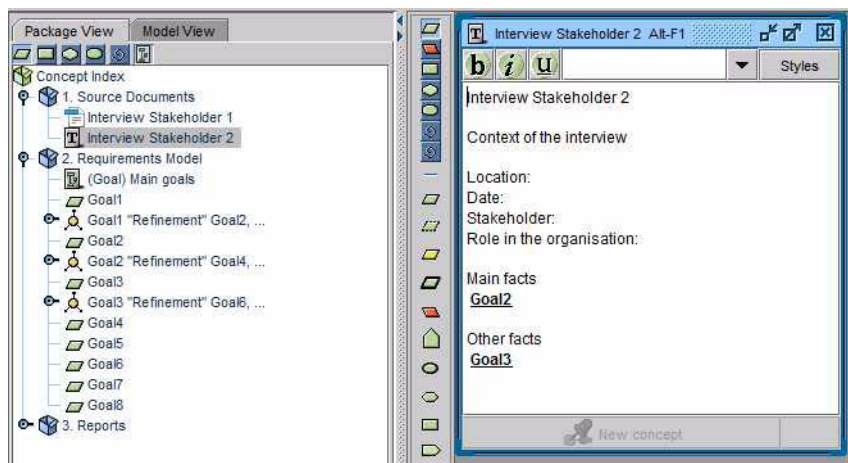 Package View Model View
Concept Index
1. Source Documents
Interview Stakeholder 1
Interview Stakeholder 2
2. Requirements Model
(Goal) Main goals
Goal1
Goal1 "Refinement" Goal2, ...
Goal2
Goal2 "Refinement" Goal4, ...
Goal3
Goal3 "Refinement" Goal6, ...
Goal4
Goal5
Goal6
Goal7
Goal8
3. Reports
T Interview Stakeholder 2 Alt-F1
b i u Styles
Interview Stakeholder 2
Context of the interview
Location:
Date:
Stakeholder:
Role in the organisation:
Main facts
Goal2
Other facts
Goal3
New concept